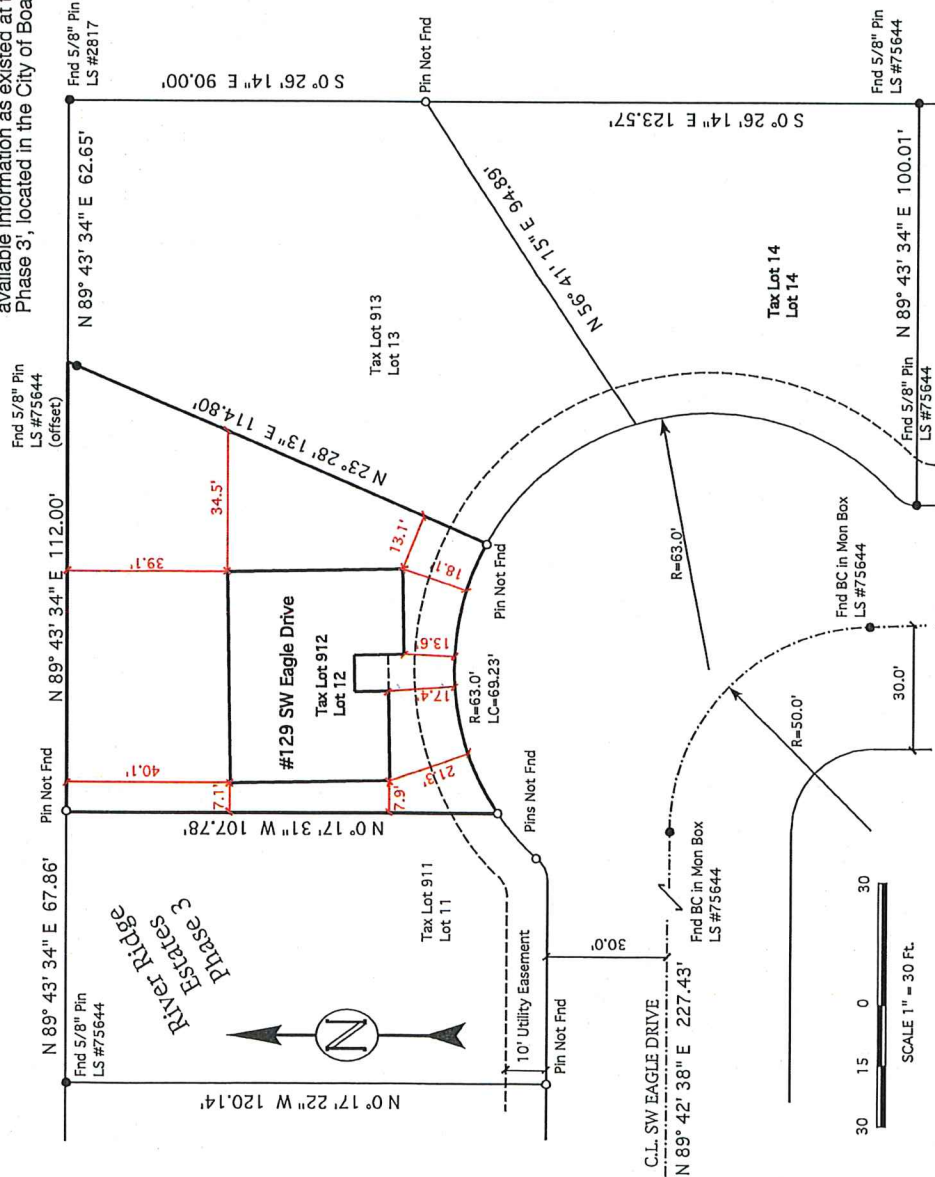 available information as existed at t
Phase 3', located in the City of Boa
Fnd 5/8" Pin
LS #2817
Fnd 5/8" Pin
LS #75644
(offset)
Pin Not Fnd
Fnd 5/8" Pin
LS #75644
N 89° 43' 34" E 67.86'
N 89° 43' 34" E 112.00'
N 89° 43' 34" E 62.65'
S 0° 26' 14" E 90.00'
River Ridge
Estates
Phase 3
N
N 0° 17' 22" W 120.14'
N 0° 17' 31" W 107.78'
40.1'
39.1'
34.5'
7.1'
7.9'
#129 SW Eagle Drive
Tax Lot 912
Lot 12
N 23° 28' 13" E 114.80'
Tax Lot 913
Lot 13
Pin Not Fnd
13.1'
18.1'
13.6'
17.4'
21.3'
R=63.0'
LC=69.23'
Pin Not Fnd
Pins Not Fnd
Tax Lot 911
Lot 11
N 56° 41' 15" E 94.89'
S 0° 26' 14" E 123.57'
10' Utility Easement
Pin Not Fnd
30.0'
R=63.0'
Tax Lot 14
Lot 14
C.L. SW EAGLE DRIVE
N 89° 42' 38" E 227.43'
Fnd BC in Mon Box
LS #75644
R=50.0'
Fnd BC in Mon Box
LS #75644
30.0'
Fnd 5/8" Pin
LS #75644
N 89° 43' 34" E 100.01'
Fnd 5/8" Pin
LS #75644
30 15 0 30
SCALE 1" = 30 Ft.